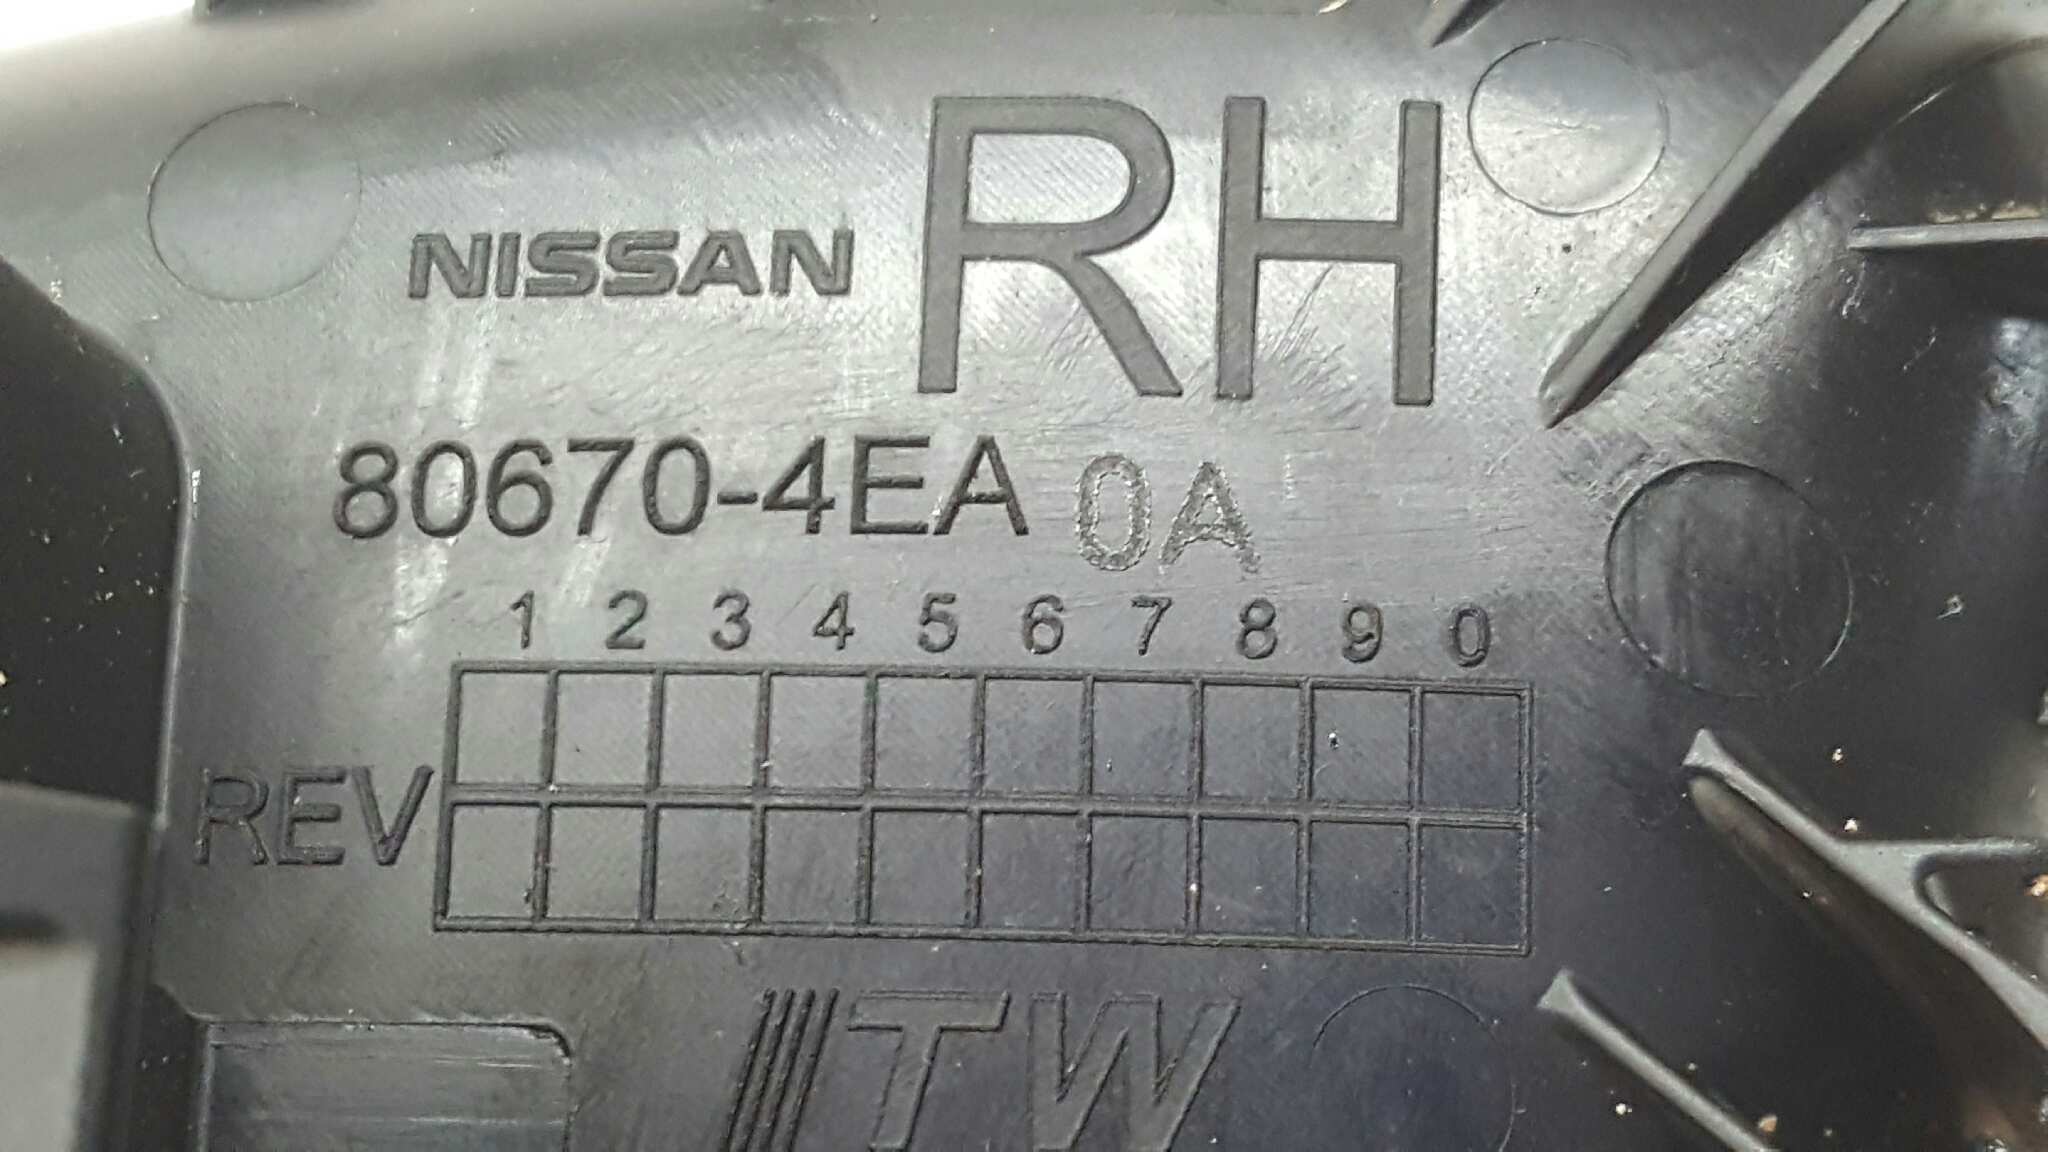 NISSAN RH
80670-4EA 0A
1 2 3 4 5 6 7 8 9 0
REV
ITW